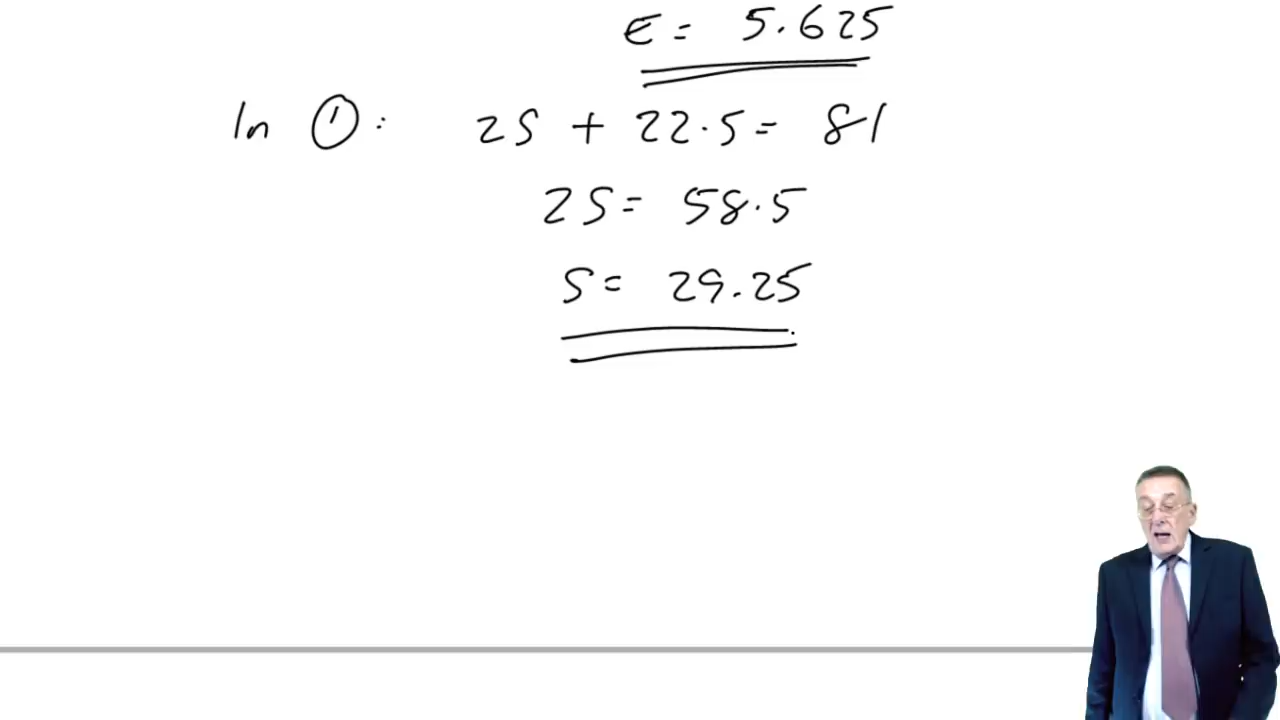 E = 5.625
In ①: 2S + 22.5 = 81
2S = 58.5
S = 29.25